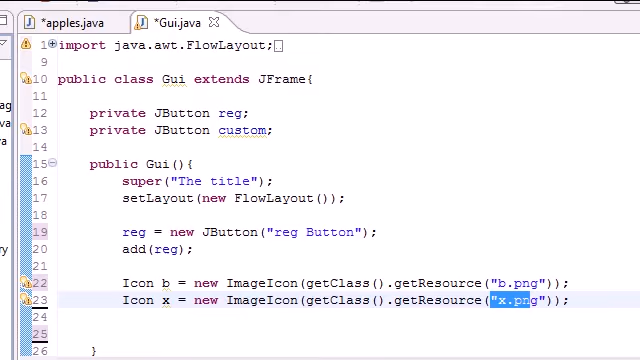 *apples.java *Gui.java
1 import java.awt.FlowLayout;
9
10 public class Gui extends JFrame{
11
12 private JButton reg;
13 private JButton custom;
14
15 public Gui(){
16 super("The title");
17 setLayout(new FlowLayout());
18
19 reg = new JButton("reg Button");
20 add(reg);
21
22 Icon b = new ImageIcon(getClass().getResource("b.png"));
23 Icon x = new ImageIcon(getClass().getResource("x.png"));
24
25
26 }